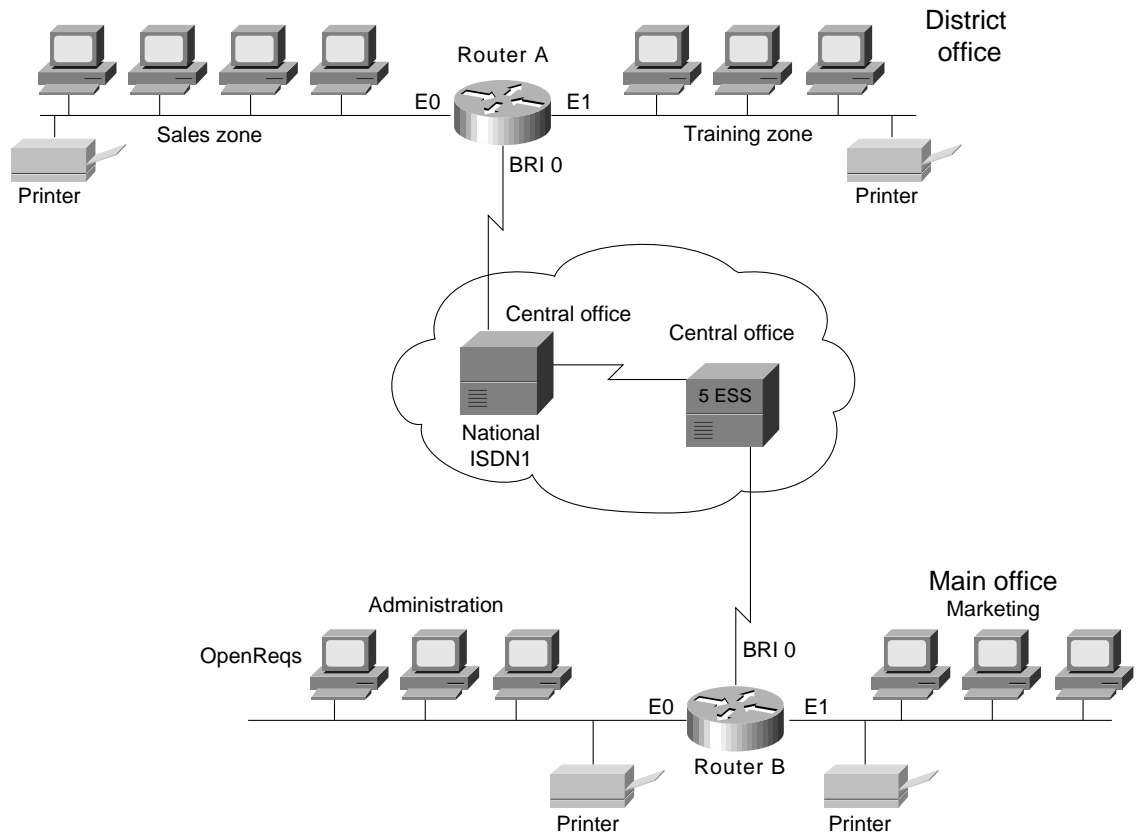 District
office
Router A
E0
E1
Sales zone
Training zone
BRI 0
Printer
Printer
Central office
Central office
5 ESS
National
ISDN1
Main office
Marketing
Administration
OpenReqs
BRI 0
E0
E1
Router B
Printer
Printer